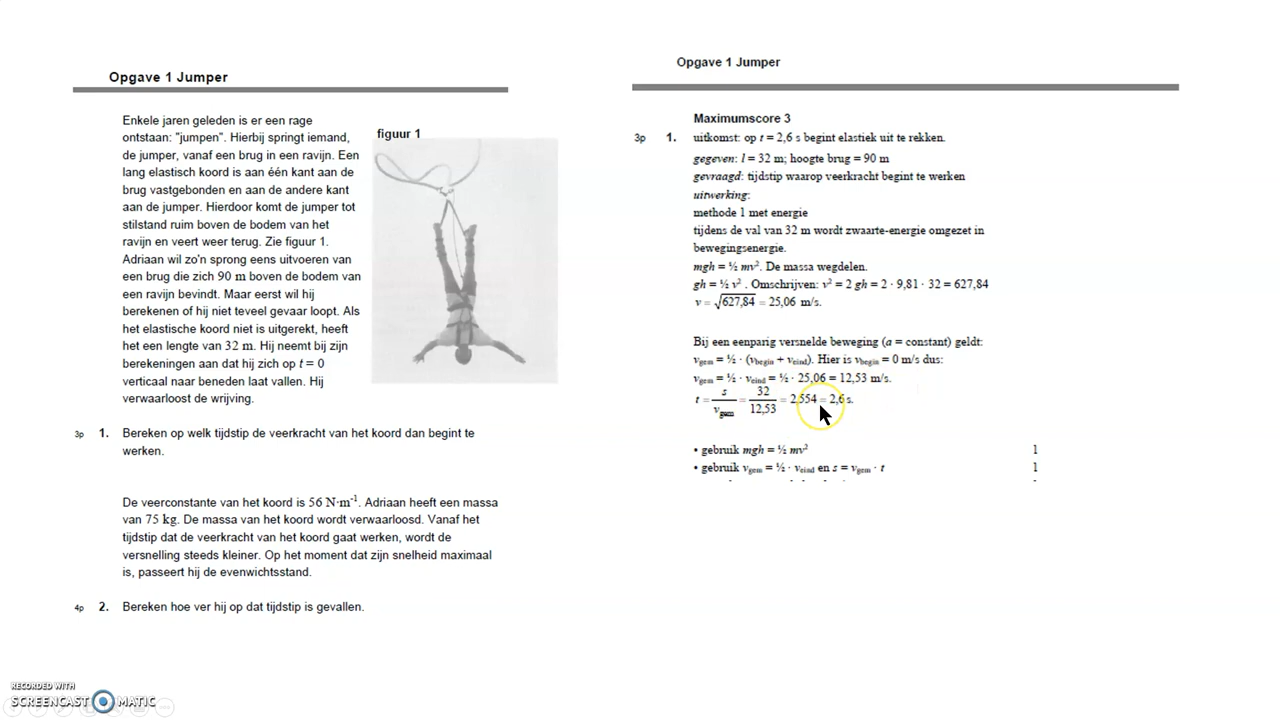 Opgave 1 Jumper
Enkele jaren geleden is er een rage
ontstaan: "jumpen". Hierbij springt iemand,
de jumper, vanaf een brug in een ravijn. Een
lang elastisch koord is aan één kant aan de
brug vastgebonden en aan de andere kant
aan de jumper. Hierdoor komt de jumper tot
stilstand ruim boven de bodem van het
ravijn en veert weer terug. Zie figuur 1.
Adriaan wil zo'n sprong eens uitvoeren van
een brug die zich 90 m boven de bodem van
een ravijn bevindt. Maar eerst wil hij
berekenen of hij niet teveel gevaar loopt. Als
het elastische koord niet is uitgerekt, heeft
het een lengte van 32 m. Hij neemt bij zijn
berekeningen aan dat hij zich op t = 0
verticaal naar beneden laat vallen. Hij
verwaarloost de wrijving.
figuur 1
3p 1. Bereken op welk tijdstip de veerkracht van het koord dan begint te
werken.
De veerconstante van het koord is 56 N·m⁻¹. Adriaan heeft een massa
van 75 kg. De massa van het koord wordt verwaarloosd. Vanaf het
tijdstip dat de veerkracht van het koord gaat werken, wordt de
versnelling steeds kleiner. Op het moment dat zijn snelheid maximaal
is, passeert hij de evenwichtsstand.
4p 2. Bereken hoe ver hij op dat tijdstip is gevallen.
Opgave 1 Jumper
Maximumscore 3
3p 1. uitkomst: op t = 2,6 s begint elastiek uit te rekken.
gegeven: l = 32 m; hoogte brug = 90 m
gevraagd: tijdstip waarop veerkracht begint te werken
uitwerking:
methode 1 met energie
tijdens de val van 32 m wordt zwaarte-energie omgezet in
bewegingsenergie.
mgh = ½ mv². De massa wegdelen.
gh = ½ v² . Omschrijven: v² = 2 gh = 2 · 9,81 · 32 = 627,84
v = √627,84 = 25,06 m/s.
Bij een eenparig versnelde beweging (a = constant) geldt:
vgem = ½ · (vbegin + veind). Hier is vbegin = 0 m/s dus:
vgem = ½ · veind = ½ · 25,06 = 12,53 m/s.
t = s/vgem = 32/12,53 = 2,554 = 2,6 s.
• gebruik mgh = ½ mv² 1
• gebruik vgem = ½ · veind en s = vgem · t 1
RECORDED WITH
SCREENCAST MATIC